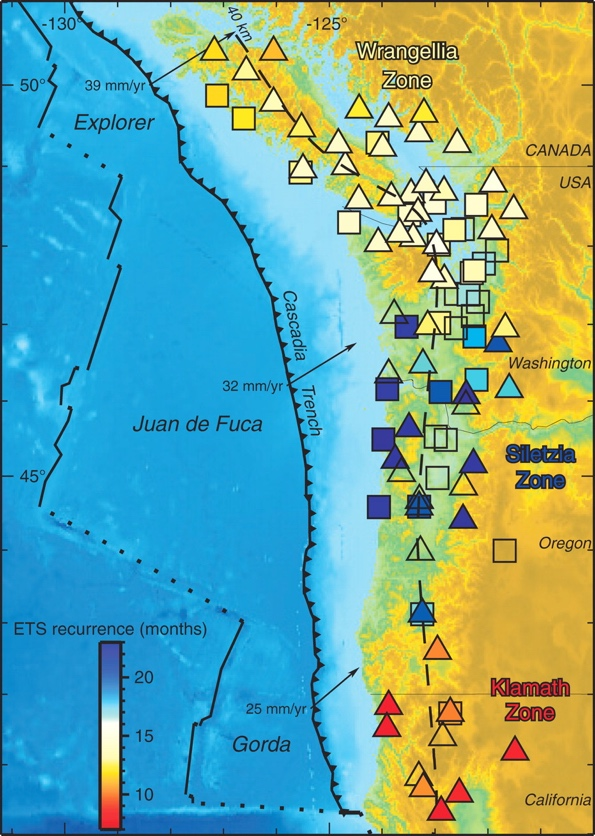 -130°
-125°
40 km
Wrangellia
Zone
50°
39 mm/yr
Explorer
CANADA
USA
Cascadia
Trench
Washington
32 mm/yr
Juan de Fuca
Siletzia
Zone
45°
Oregon
ETS recurrence (months)
20
15
10
Klamath
Zone
25 mm/yr
Gorda
California